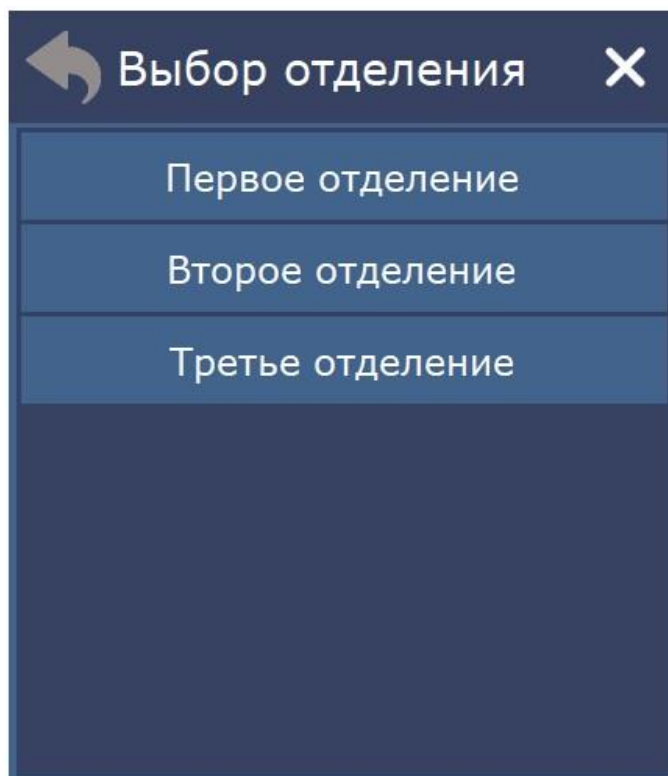 Выбор отделения
Первое отделение
Второе отделение
Третье отделение